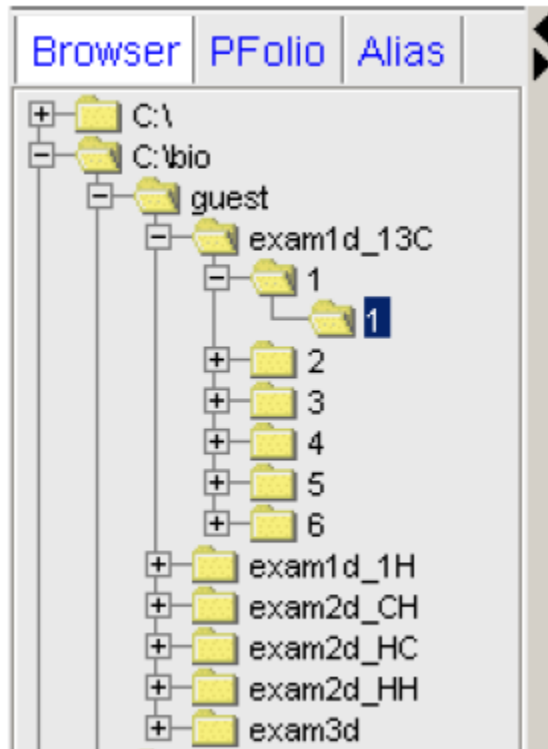 Browser PFolio Alias
C:\
C:\bio
guest
exam1d_13C
1
1
2
3
4
5
6
exam1d_1H
exam2d_CH
exam2d_HC
exam2d_HH
exam3d